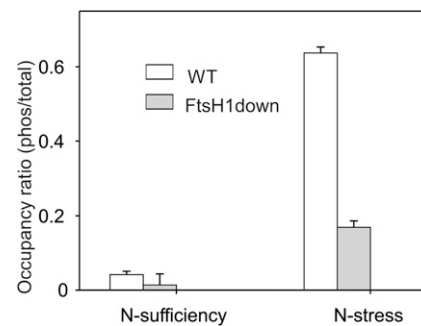 Occupancy ratio (phos/total)
0.6
0.4
0.2
0
WT
FtsH1down
N-sufficiency
N-stress